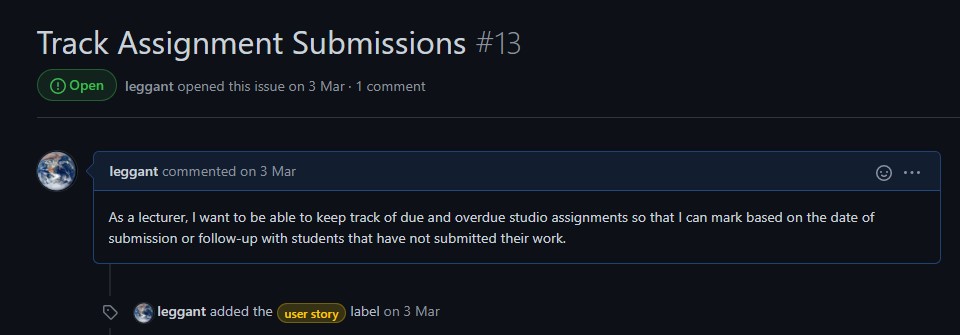 Track Assignment Submissions #13
Open leggant opened this issue on 3 Mar · 1 comment
leggant commented on 3 Mar
As a lecturer, I want to be able to keep track of due and overdue studio assignments so that I can mark based on the date of
submission or follow-up with students that have not submitted their work.
leggant added the user story label on 3 Mar